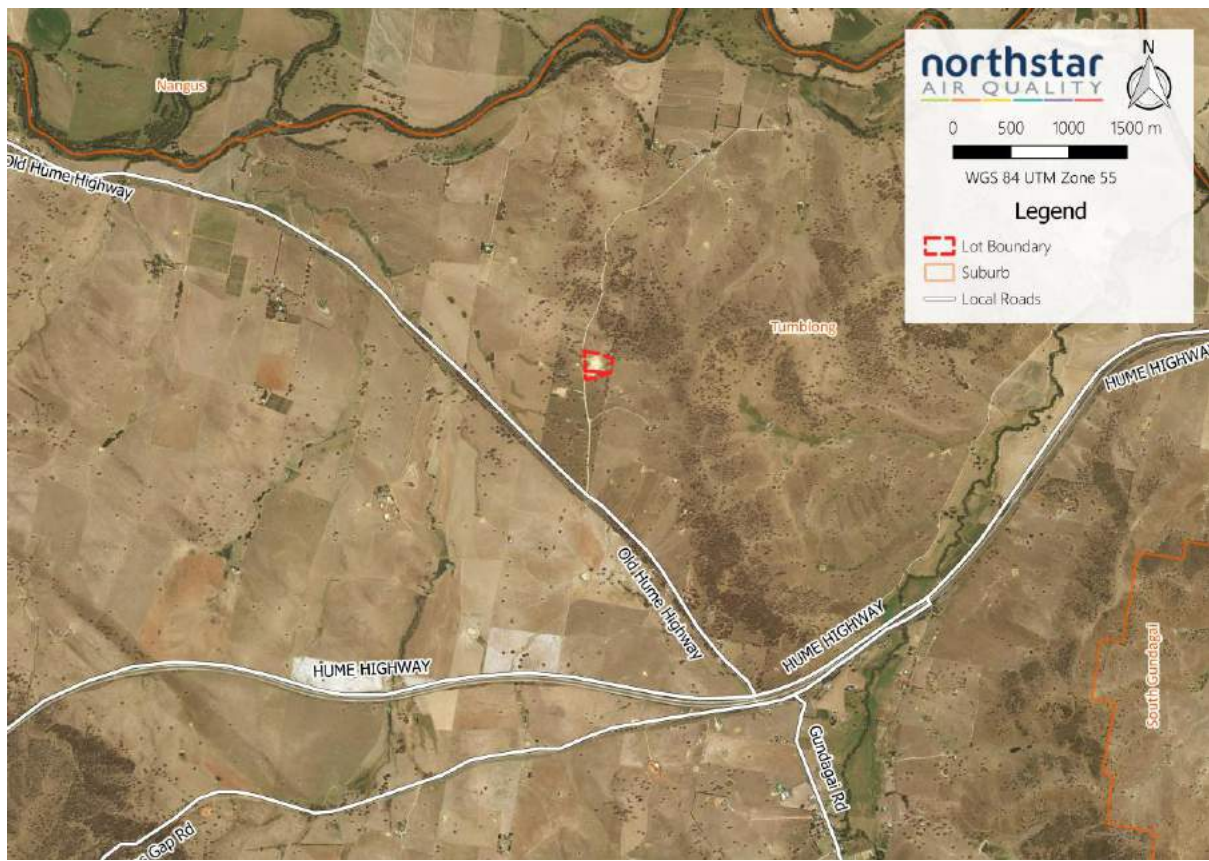 northstar
AIR QUALITY
N
0 500 1000 1500 m
WGS 84 UTM Zone 55
Legend
Lot Boundary
Suburb
Local Roads
Nangus
Old Hume Highway
Tumblong
HUME HIGHWAY
Old Hume Highway
HUME HIGHWAY
HUME HIGHWAY
South Gundagai
Gundagai Rd
Gap Rd